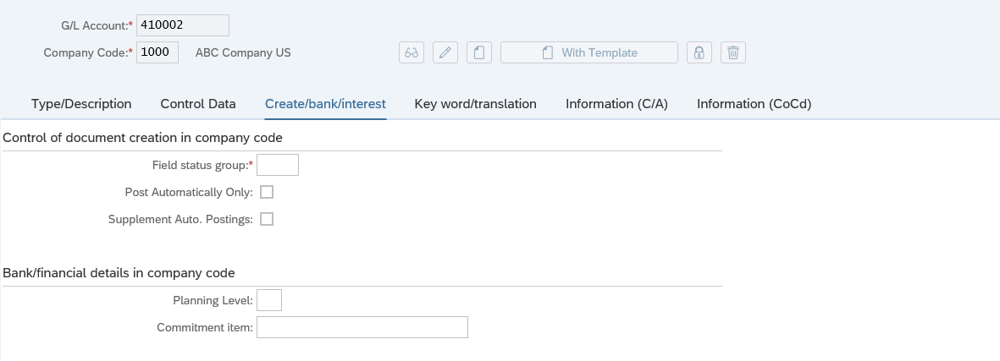 G/L Account:* 410002
Company Code:* 1000 ABC Company US With Template
Type/Description Control Data Create/bank/interest Key word/translation Information (C/A) Information (CoCd)
Control of document creation in company code
Field status group:*
Post Automatically Only:
Supplement Auto. Postings:
Bank/financial details in company code
Planning Level:
Commitment item: